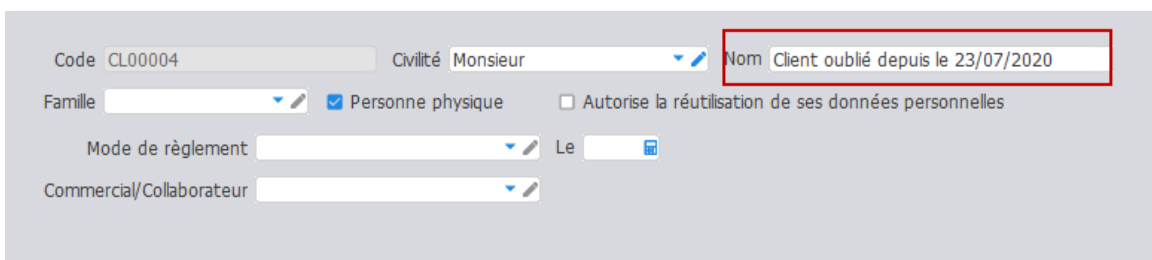 Code CL00004 Civilité Monsieur Nom Client oublié depuis le 23/07/2020
Famille Personne physique Autorise la réutilisation de ses données personnelles
Mode de règlement Le
Commercial/Collaborateur